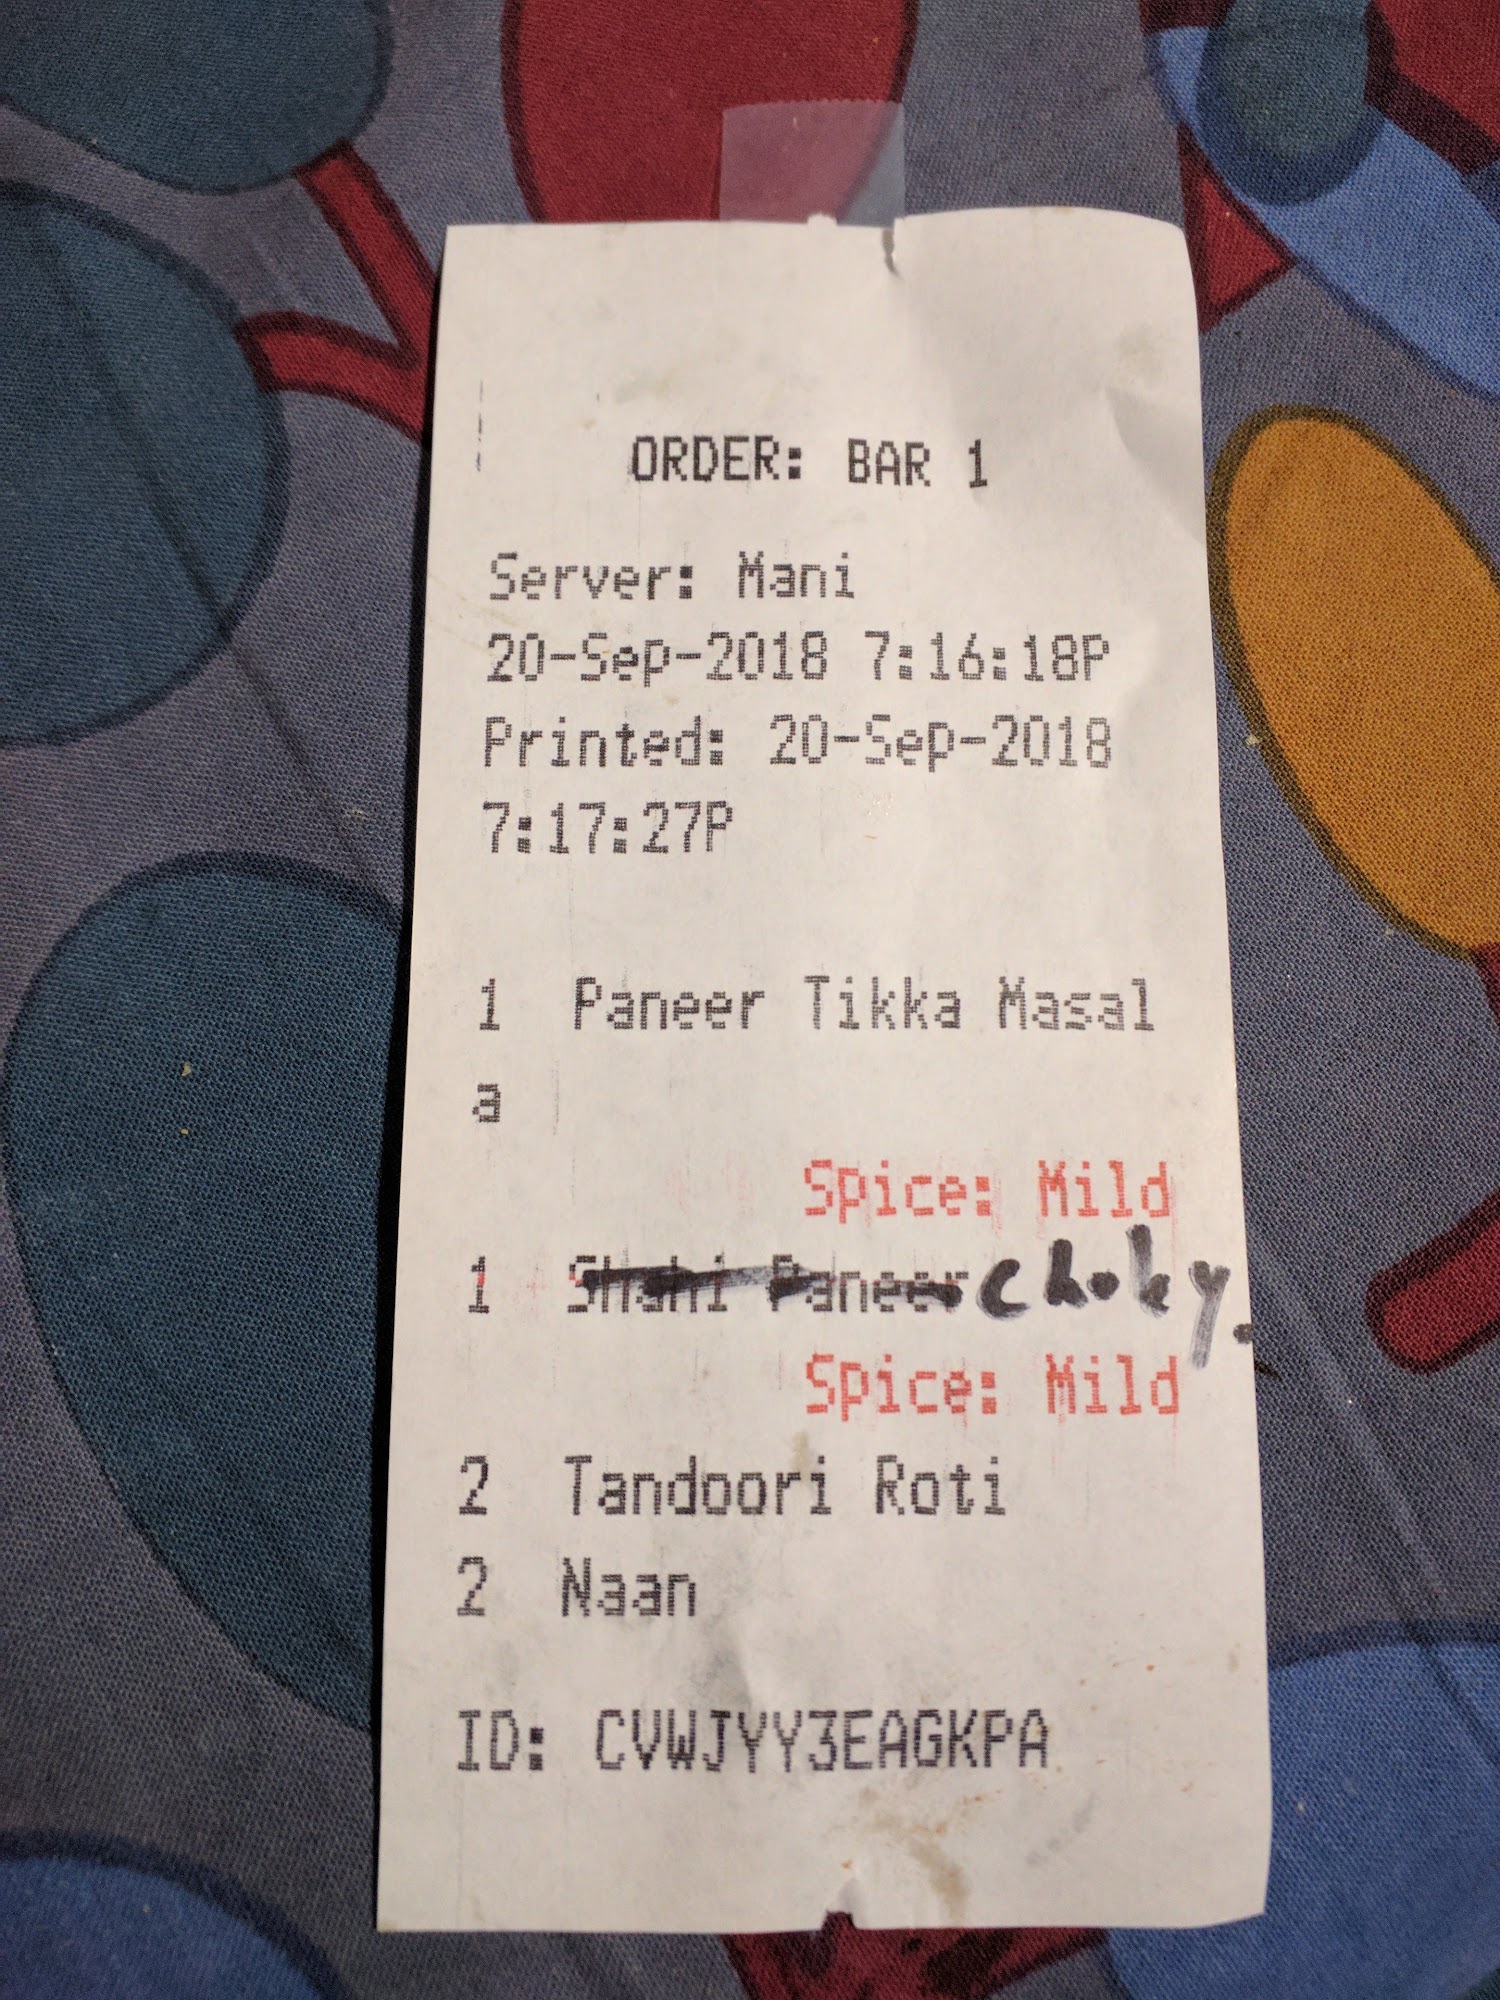 ORDER: BAR 1
Server: Mani
20-Sep-2018 7:16:18P
Printed: 20-Sep-2018
7:17:27P
1 Paneer Tikka Masal
a
Spice: Mild
1 Shahi Paneer Choley.
Spice: Mild
2 Tandoori Roti
2 Naan
ID: CVWJYY3EAGKPA